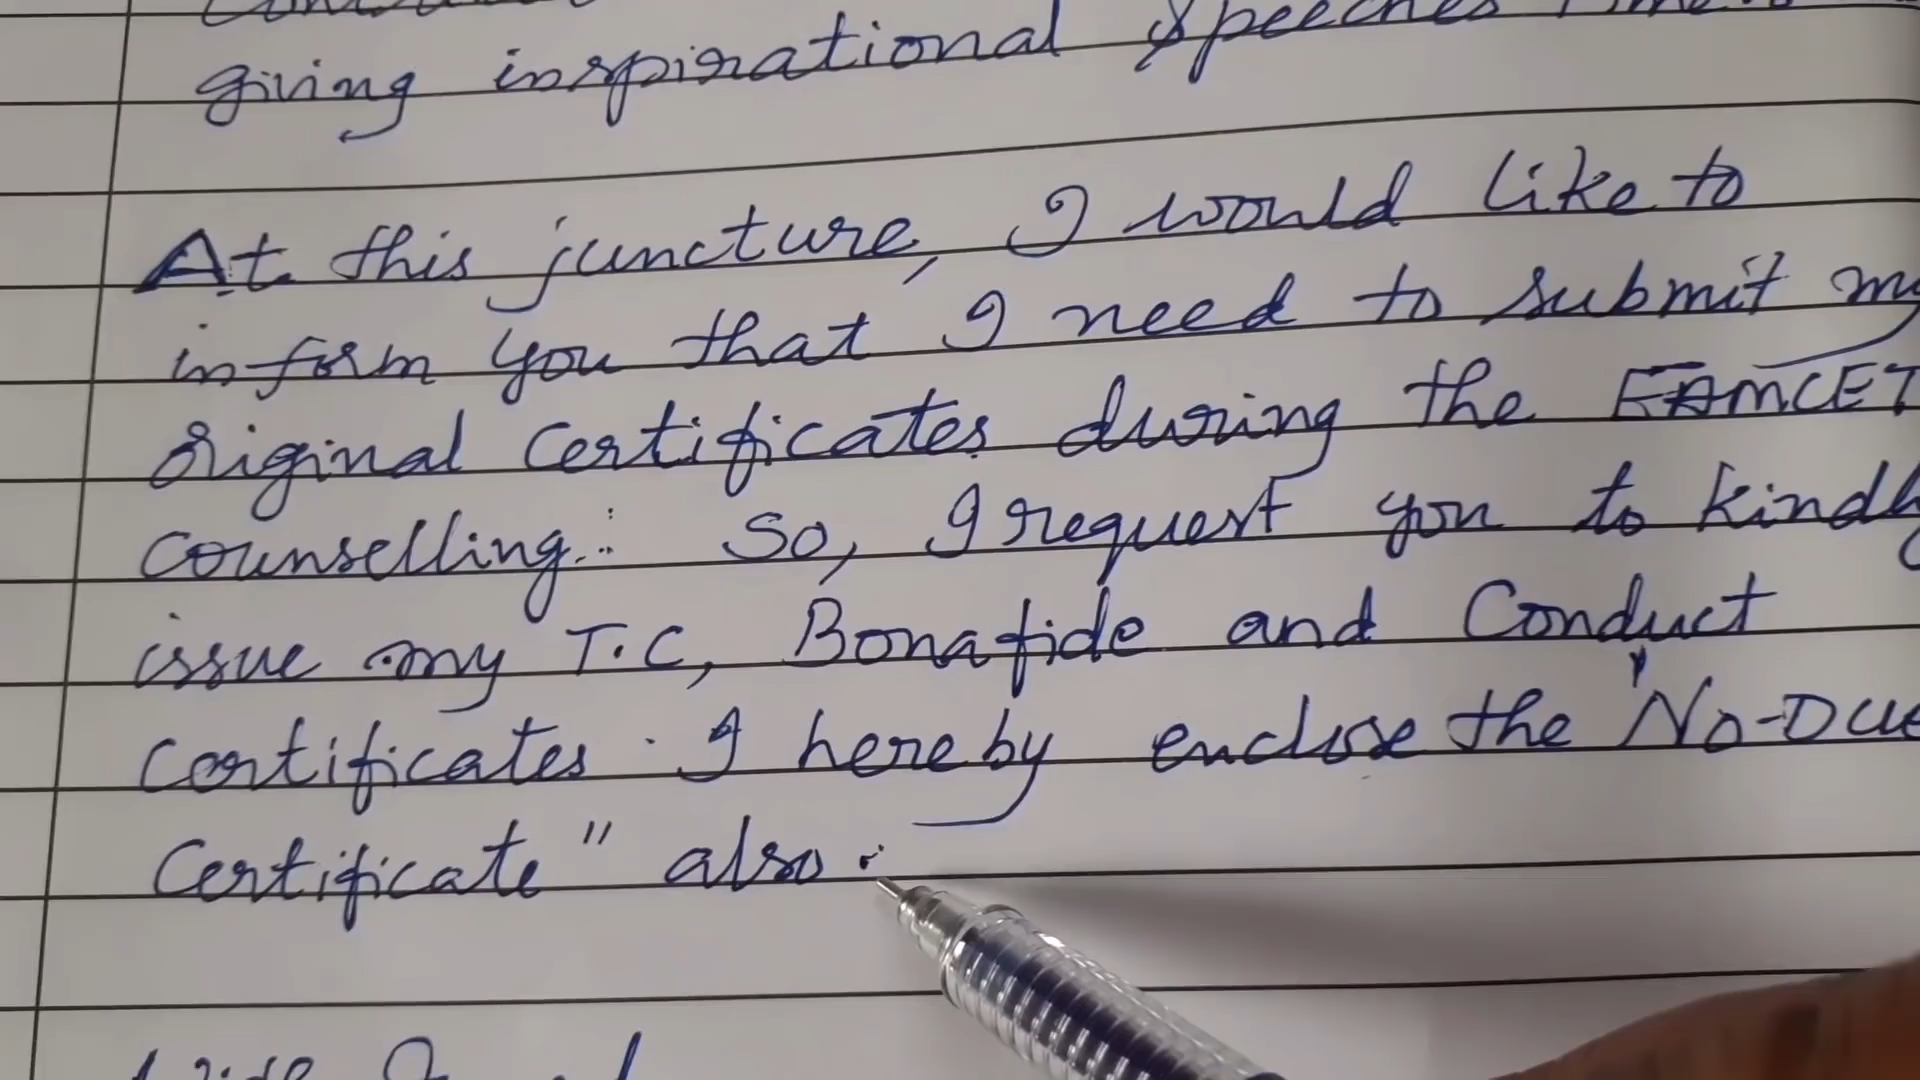 giving inspirational speeches
At this juncture, I would like to
inform you that I need to submit my
original certificates during the EAMCET
counselling. So, I request you to kindly
issue my T.C, Bonafide and Conduct
certificates. I hereby enclose the "No-Due
Certificate" also.